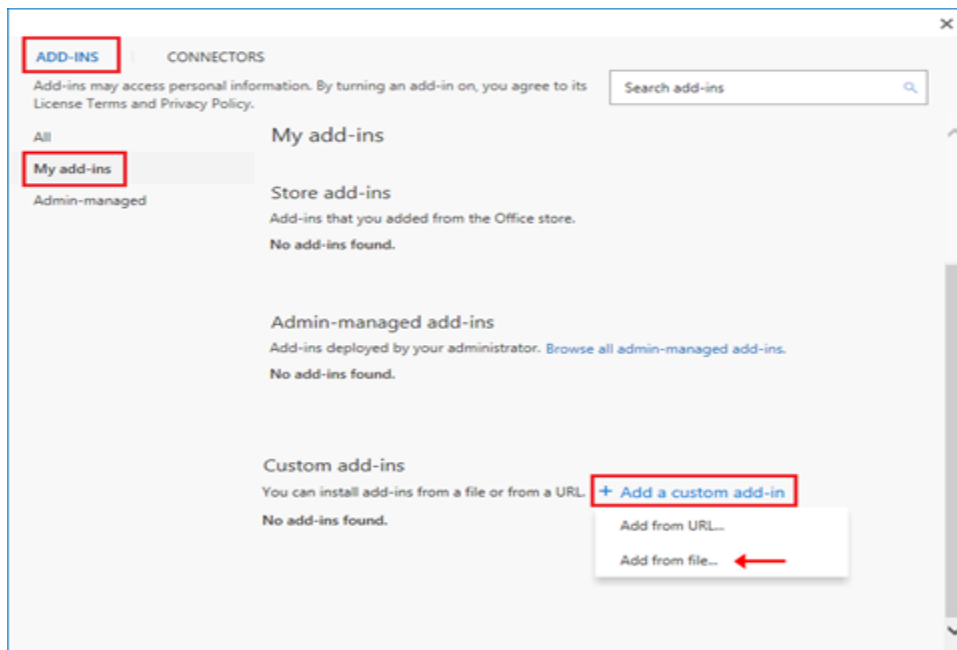 ADD-INS
CONNECTORS
Add-ins may access personal information. By turning an add-in on, you agree to its
License Terms and Privacy Policy.
Search add-ins
All
My add-ins
My add-ins
Admin-managed
Store add-ins
Add-ins that you added from the Office store.
No add-ins found.
Admin-managed add-ins
Add-ins deployed by your administrator. Browse all admin-managed add-ins.
No add-ins found.
Custom add-ins
You can install add-ins from a file or from a URL. + Add a custom add-in
No add-ins found.
Add from URL...
Add from file...